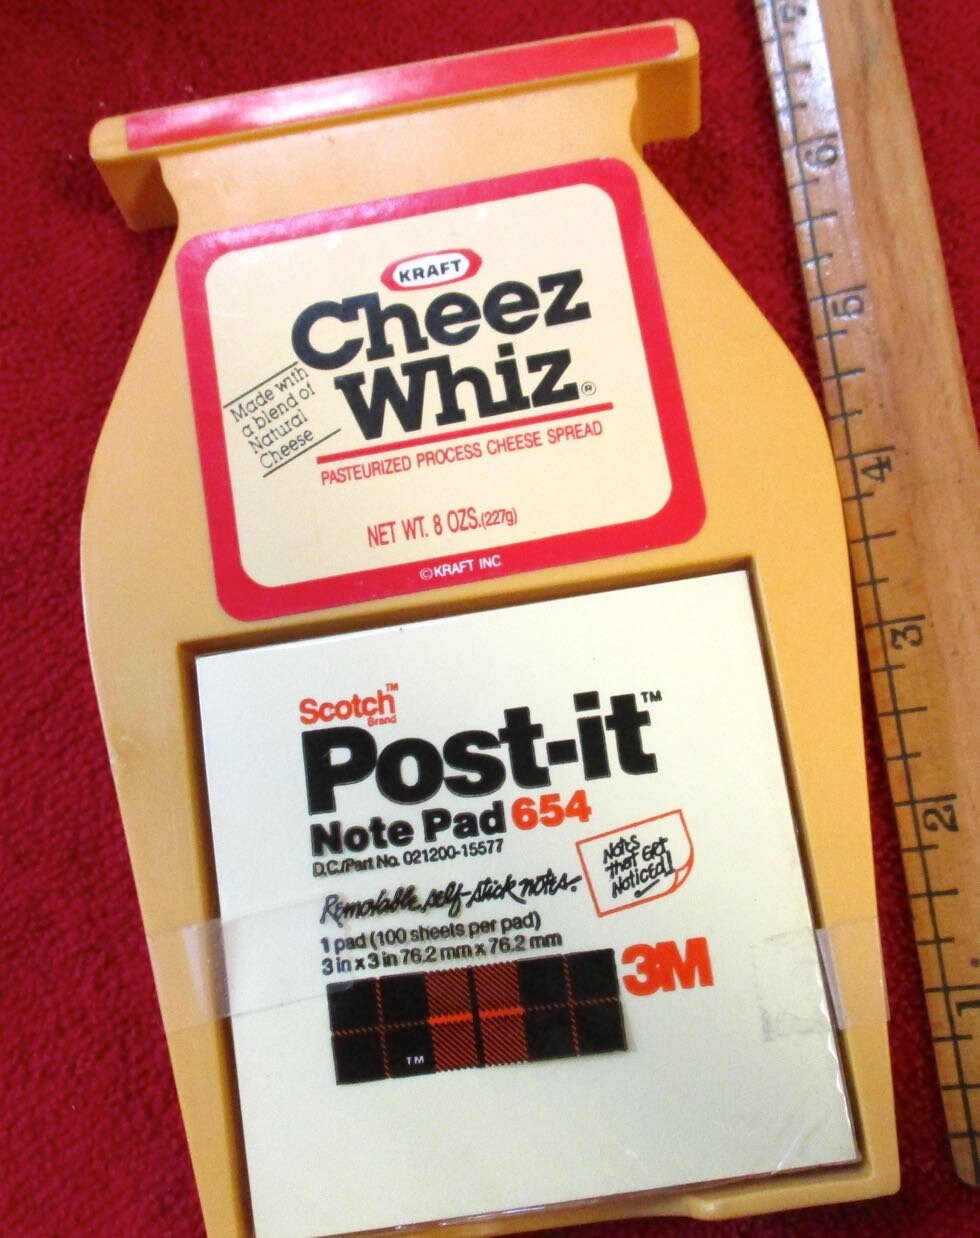 KRAFT
Cheez
Whiz®
Made with
a blend of
Natural
Cheese
PASTEURIZED PROCESS CHEESE SPREAD
NET WT. 8 OZS.(227g)
©KRAFT INC
Scotch™
Brand
Post-it™
Note Pad 654
D.C./Part No. 021200-15577
Removable, self-stick notes.
Notes
that get
Noticed!
1 pad (100 sheets per pad)
3 in x 3 in 76.2 mm x 76.2 mm
3M
TM
7
6
5
4
3
2
1